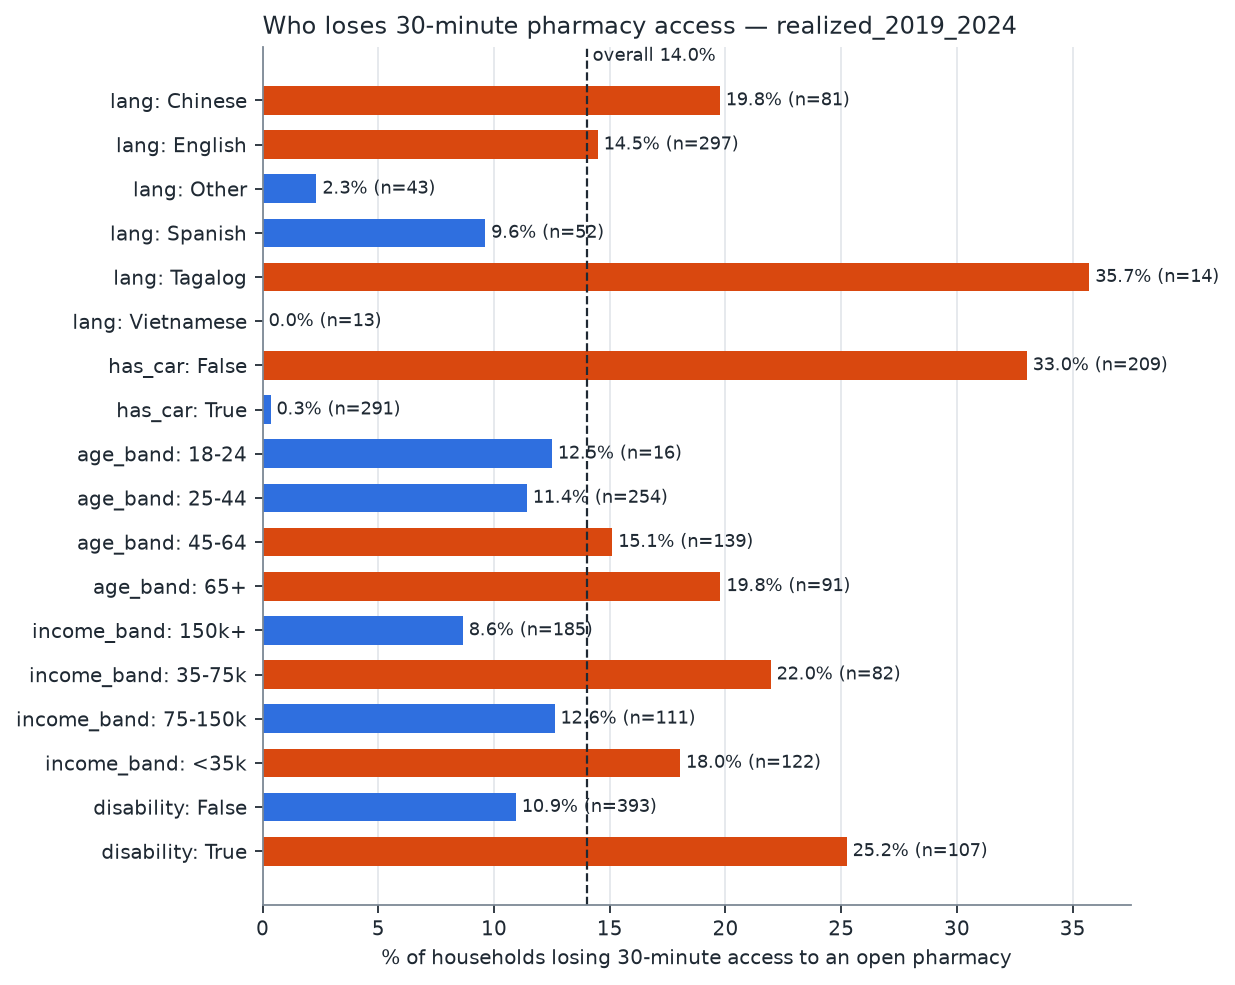 Who loses 30-minute pharmacy access — realized_2019_2024
overall 14.0%
lang: Chinese 19.8% (n=81)
lang: English 14.5% (n=297)
lang: Other 2.3% (n=43)
lang: Spanish 9.6% (n=52)
lang: Tagalog 35.7% (n=14)
lang: Vietnamese 0.0% (n=13)
has_car: False 33.0% (n=209)
has_car: True 0.3% (n=291)
age_band: 18-24 12.5% (n=16)
age_band: 25-44 11.4% (n=254)
age_band: 45-64 15.1% (n=139)
age_band: 65+ 19.8% (n=91)
income_band: 150k+ 8.6% (n=185)
income_band: 35-75k 22.0% (n=82)
income_band: 75-150k 12.6% (n=111)
income_band: <35k 18.0% (n=122)
disability: False 10.9% (n=393)
disability: True 25.2% (n=107)
0 5 10 15 20 25 30 35
% of households losing 30-minute access to an open pharmacy